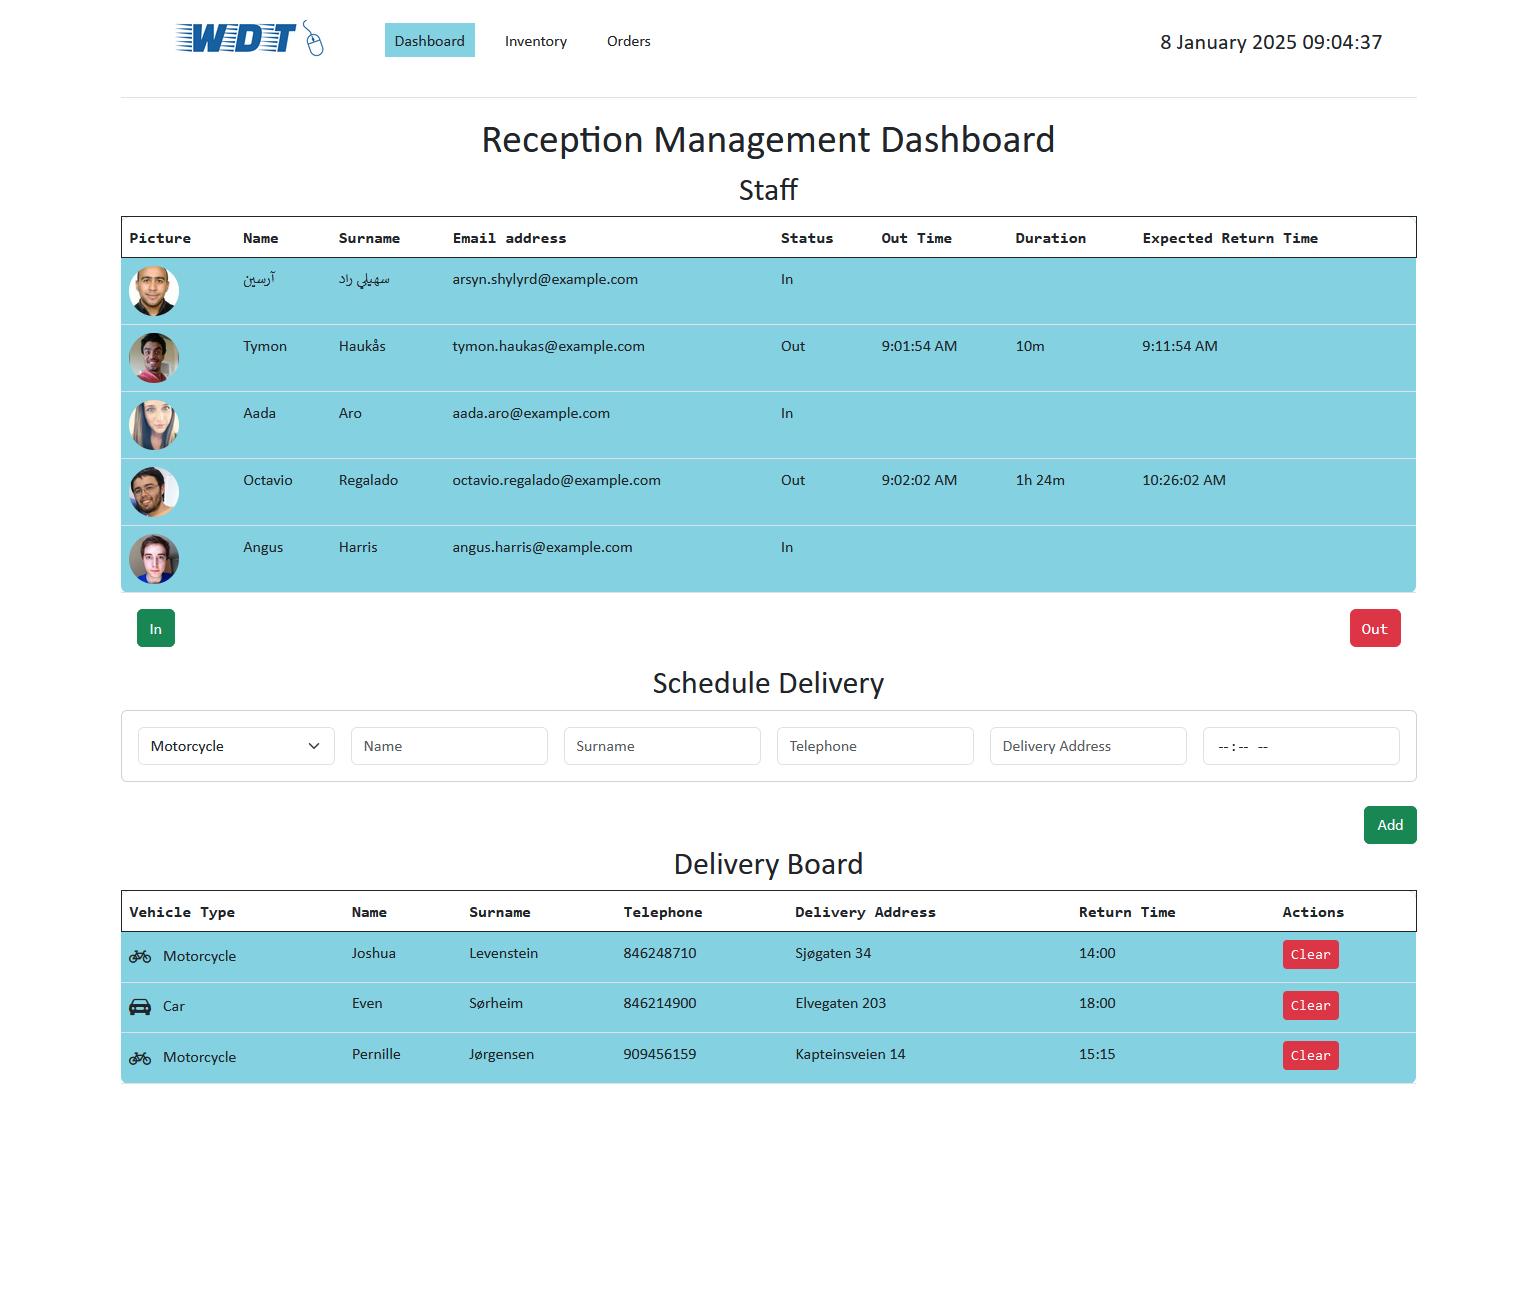 WDT
Dashboard Inventory Orders 8 January 2025 09:04:37
Reception Management Dashboard
Staff
Picture Name Surname Email address Status Out Time Duration Expected Return Time
آرسین سهيلي راد arsyn.shylyrd@example.com In
Tymon Haukås tymon.haukas@example.com Out 9:01:54 AM 10m 9:11:54 AM
Aada Aro aada.aro@example.com In
Octavio Regalado octavio.regalado@example.com Out 9:02:02 AM 1h 24m 10:26:02 AM
Angus Harris angus.harris@example.com In
In Out
Schedule Delivery
Motorcycle Name Surname Telephone Delivery Address --:-- --
Add
Delivery Board
Vehicle Type Name Surname Telephone Delivery Address Return Time Actions
Motorcycle Joshua Levenstein 846248710 Sjøgaten 34 14:00 Clear
Car Even Sørheim 846214900 Elvegaten 203 18:00 Clear
Motorcycle Pernille Jørgensen 909456159 Kapteinsveien 14 15:15 Clear